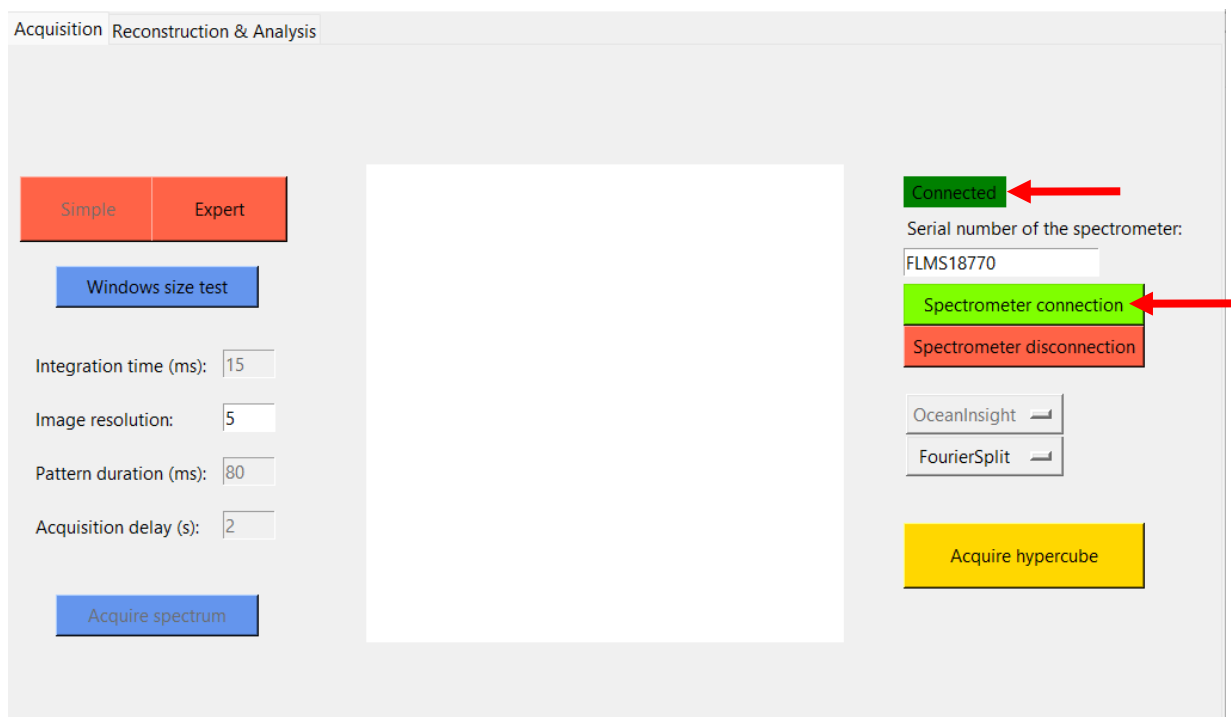 Acquisition Reconstruction & Analysis
Simple Expert
Windows size test
Integration time (ms): 15
Image resolution: 5
Pattern duration (ms): 80
Acquisition delay (s): 2
Acquire spectrum
Connected
Serial number of the spectrometer:
FLMS18770
Spectrometer connection
Spectrometer disconnection
OceanInsight
FourierSplit
Acquire hypercube